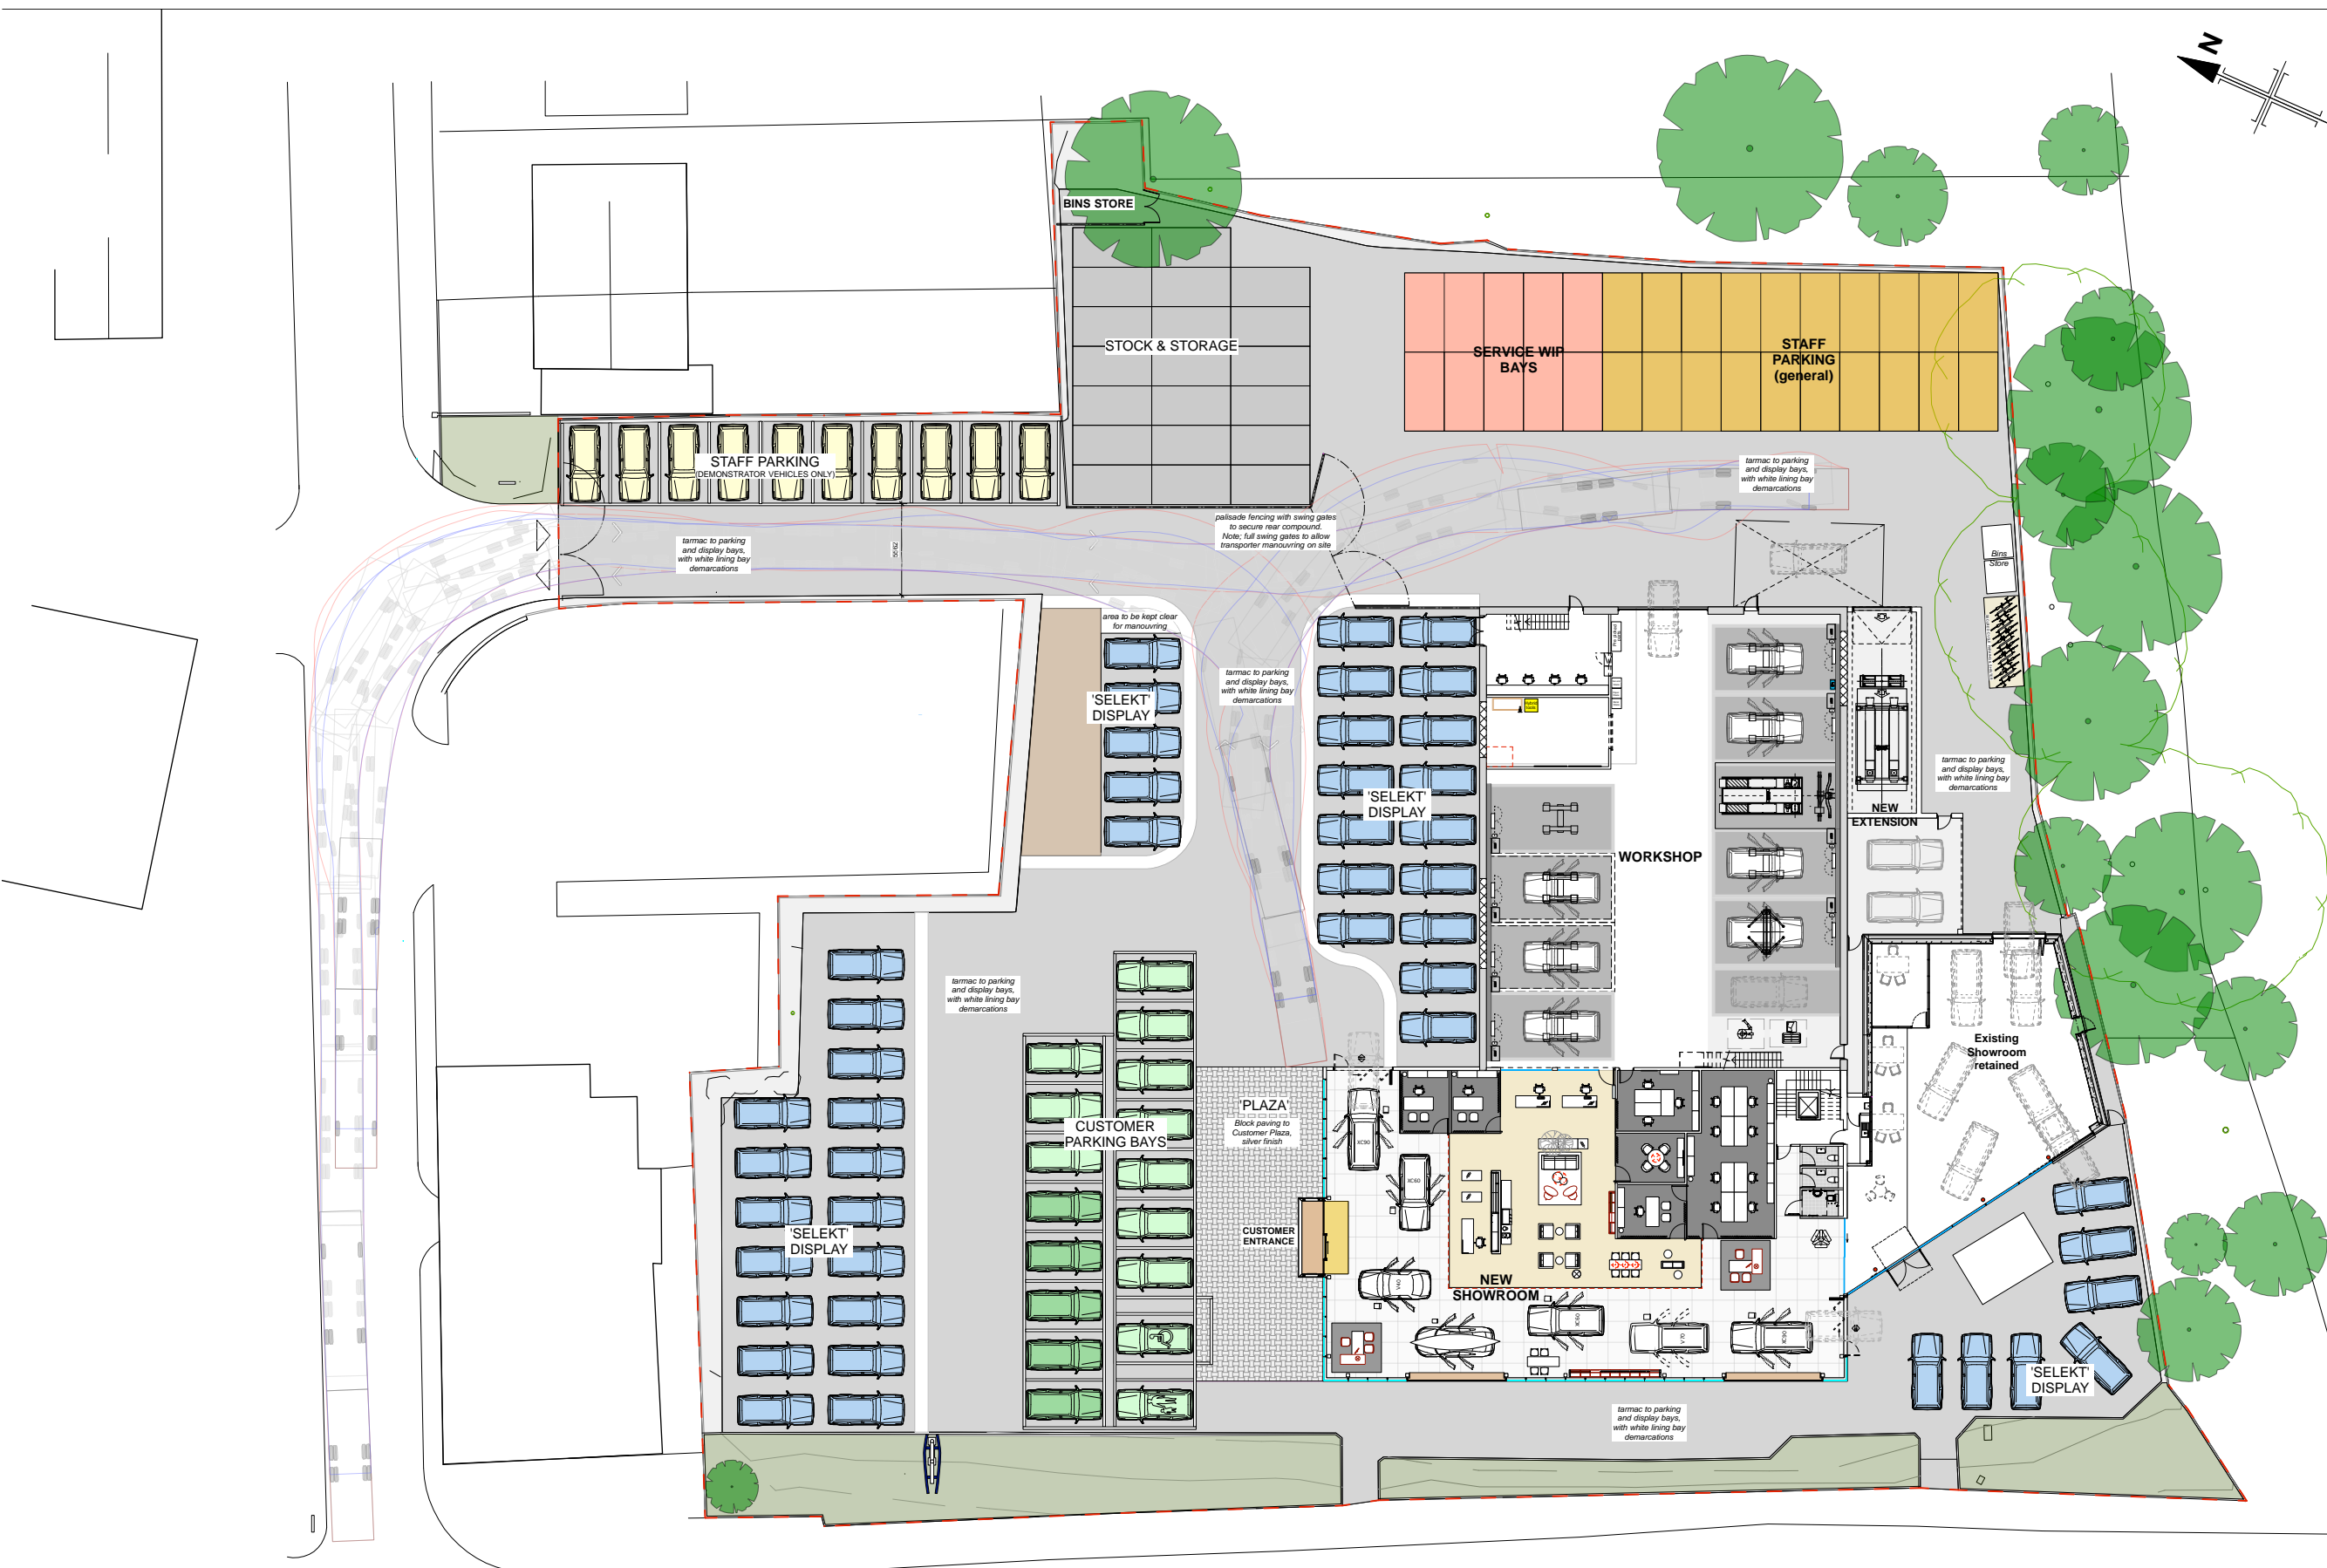 N
BINS STORE
STOCK & STORAGE
SERVICE WIP
BAYS
STAFF
PARKING
(general)
STAFF PARKING
(DEMONSTRATOR VEHICLES ONLY)
tarmac to parking
and display bays,
with white lining bay
demarcations
palisade fencing with swing gates
to secure rear compound.
Note; full swing gates to allow
transporter manouvring on site
tarmac to parking
and display bays,
with white lining bay
demarcations
Bins
Store
area to be kept clear
for manouvring
'SELEKT'
DISPLAY
tarmac to parking
and display bays,
with white lining bay
demarcations
'SELEKT'
DISPLAY
WORKSHOP
NEW
EXTENSION
tarmac to parking
and display bays,
with white lining bay
demarcations
tarmac to parking
and display bays,
with white lining bay
demarcations
Existing
Showroom
retained
CUSTOMER
PARKING BAYS
'PLAZA'
Block paving to
Customer Plaza,
silver finish
XC90
XC60
CUSTOMER
ENTRANCE
'SELEKT'
DISPLAY
V40
NEW
SHOWROOM
XC60
V70
XC90
'SELEKT'
DISPLAY
tarmac to parking
and display bays,
with white lining bay
demarcations